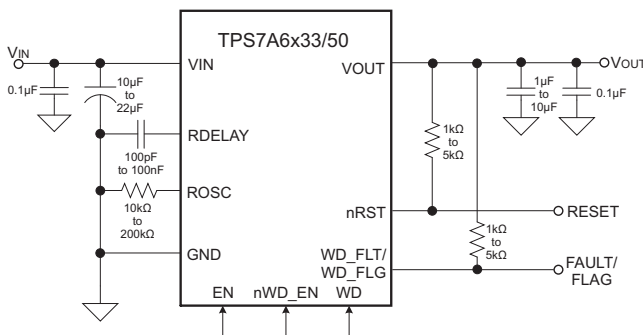 TPS7A6x33/50
VIN
VIN
0.1µF
10µF
to
22µF
RDELAY
100pF
to 100nF
ROSC
10kΩ
to
200kΩ
GND
VOUT
VOUT
1µF
to
10µF
0.1µF
1kΩ
to
5kΩ
nRST
RESET
1kΩ
to
5kΩ
WD_FLT/
WD_FLG
FAULT/
FLAG
EN nWD_EN WD